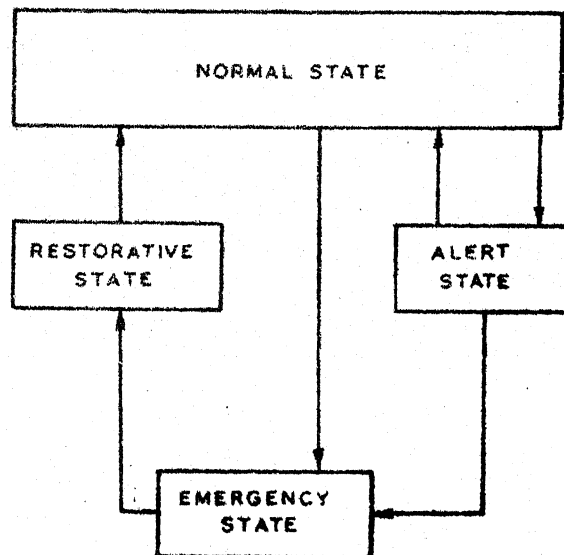 NORMAL STATE
RESTORATIVE
STATE
ALERT
STATE
EMERGENCY
STATE